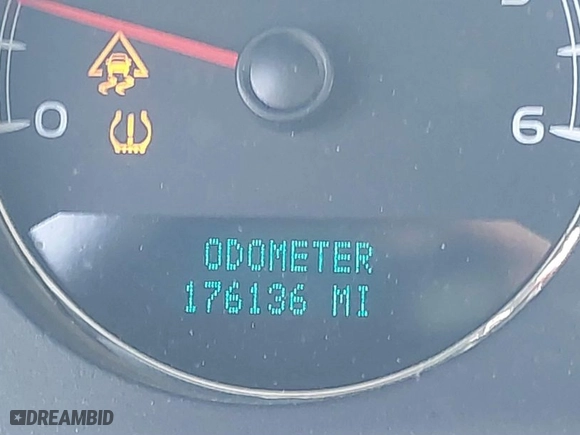 0
6
ODOMETER
176136 MI
DREAMBID